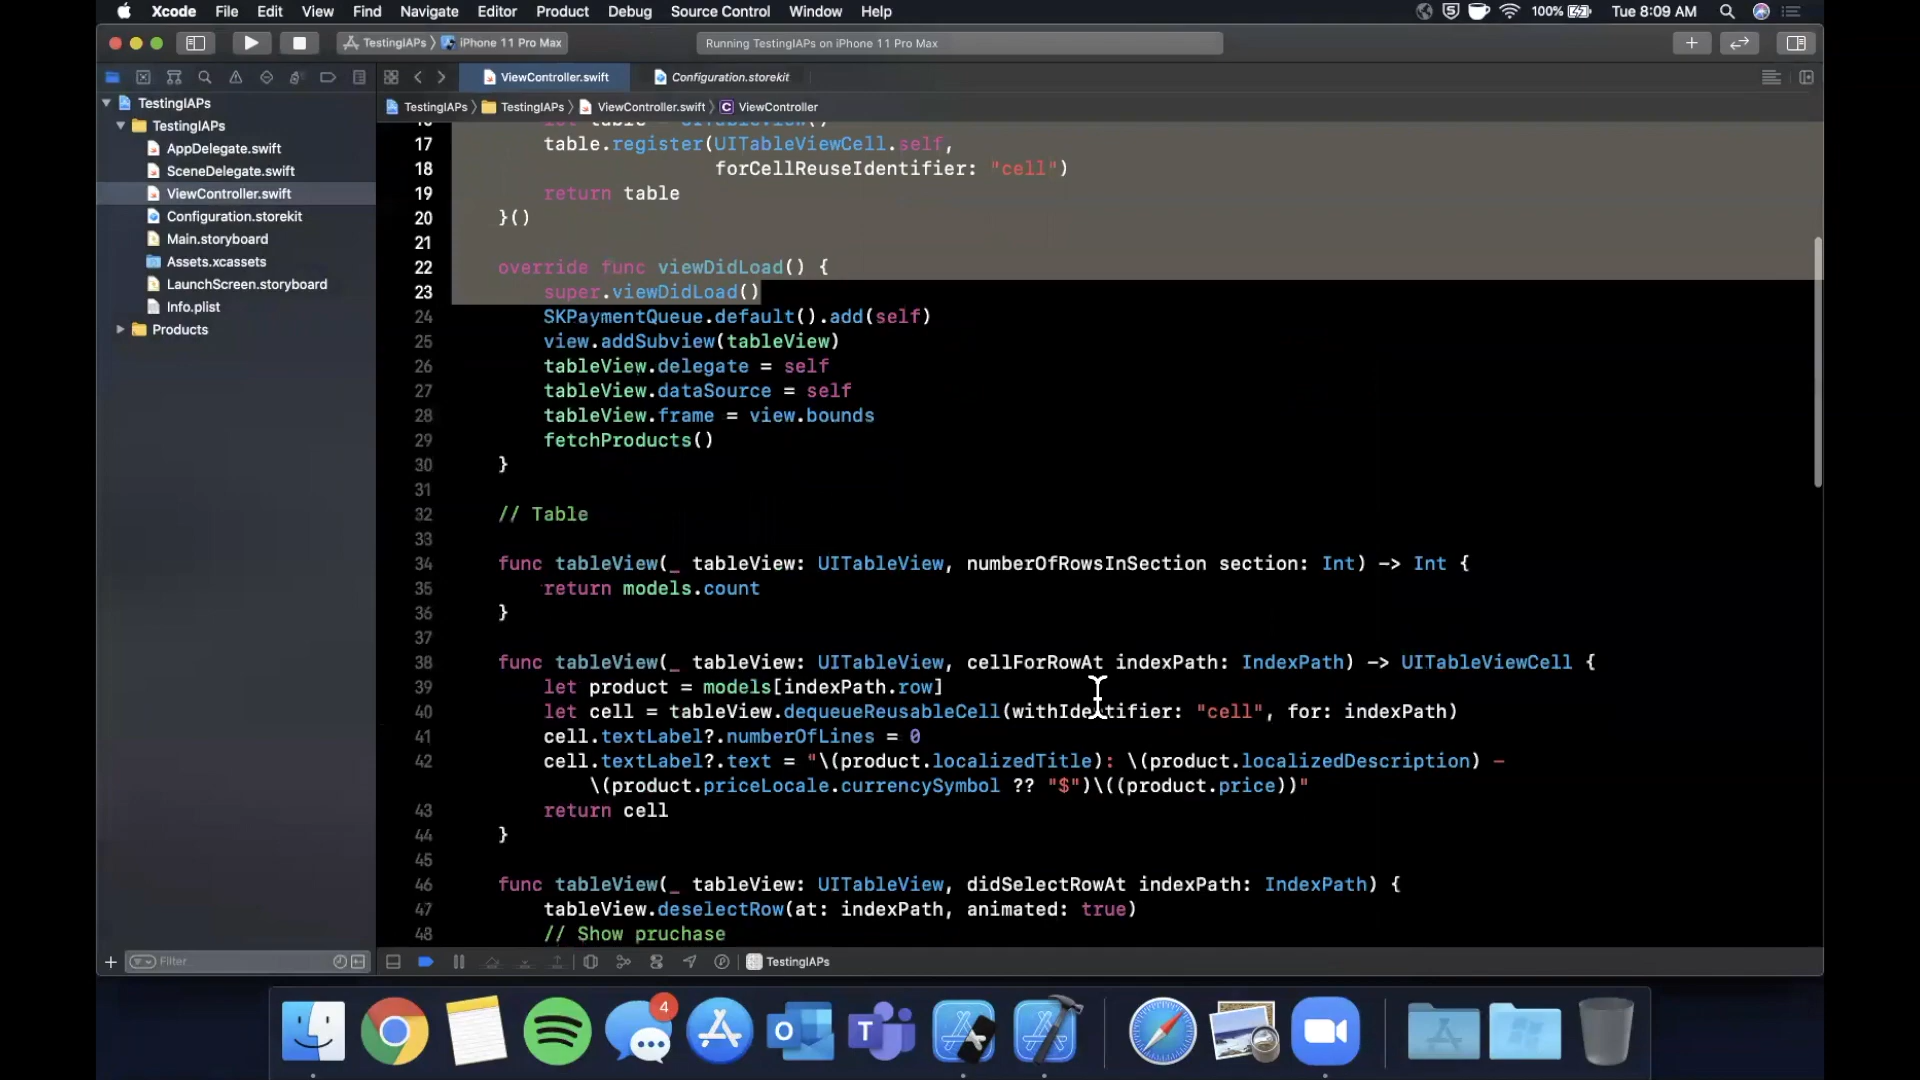 Xcode File Edit View Find Navigate Editor Product Debug Source Control Window Help 100% Tue 8:09 AM
TestingIAPs iPhone 11 Pro Max
Running TestingIAPs on iPhone 11 Pro Max
ViewController.swift
Configuration.storekit
TestingIAPs TestingIAPs ViewController.swift ViewController
TestingIAPs
TestingIAPs
AppDelegate.swift
SceneDelegate.swift
ViewController.swift
Configuration.storekit
Main.storyboard
Assets.xcassets
LaunchScreen.storyboard
Info.plist
Products
Filter
16 let table = UITableView()
17 table.register(UITableViewCell.self,
18 forCellReuseIdentifier: "cell")
19 return table
20 }()
21
22 override func viewDidLoad() {
23 super.viewDidLoad()
24 SKPaymentQueue.default().add(self)
25 view.addSubview(tableView)
26 tableView.delegate = self
27 tableView.dataSource = self
28 tableView.frame = view.bounds
29 fetchProducts()
30 }
31
32 // Table
33
34 func tableView(_ tableView: UITableView, numberOfRowsInSection section: Int) -> Int {
35 return models.count
36 }
37
38 func tableView(_ tableView: UITableView, cellForRowAt indexPath: IndexPath) -> UITableViewCell {
39 let product = models[indexPath.row]
40 let cell = tableView.dequeueReusableCell(withIdentifier: "cell", for: indexPath)
41 cell.textLabel?.numberOfLines = 0
42 cell.textLabel?.text = "\(product.localizedTitle): \(product.localizedDescription) -
\(product.priceLocale.currencySymbol ?? "$")\((product.price))"
43 return cell
44 }
45
46 func tableView(_ tableView: UITableView, didSelectRowAt indexPath: IndexPath) {
47 tableView.deselectRow(at: indexPath, animated: true)
48 // Show pruchase
TestingIAPs
4